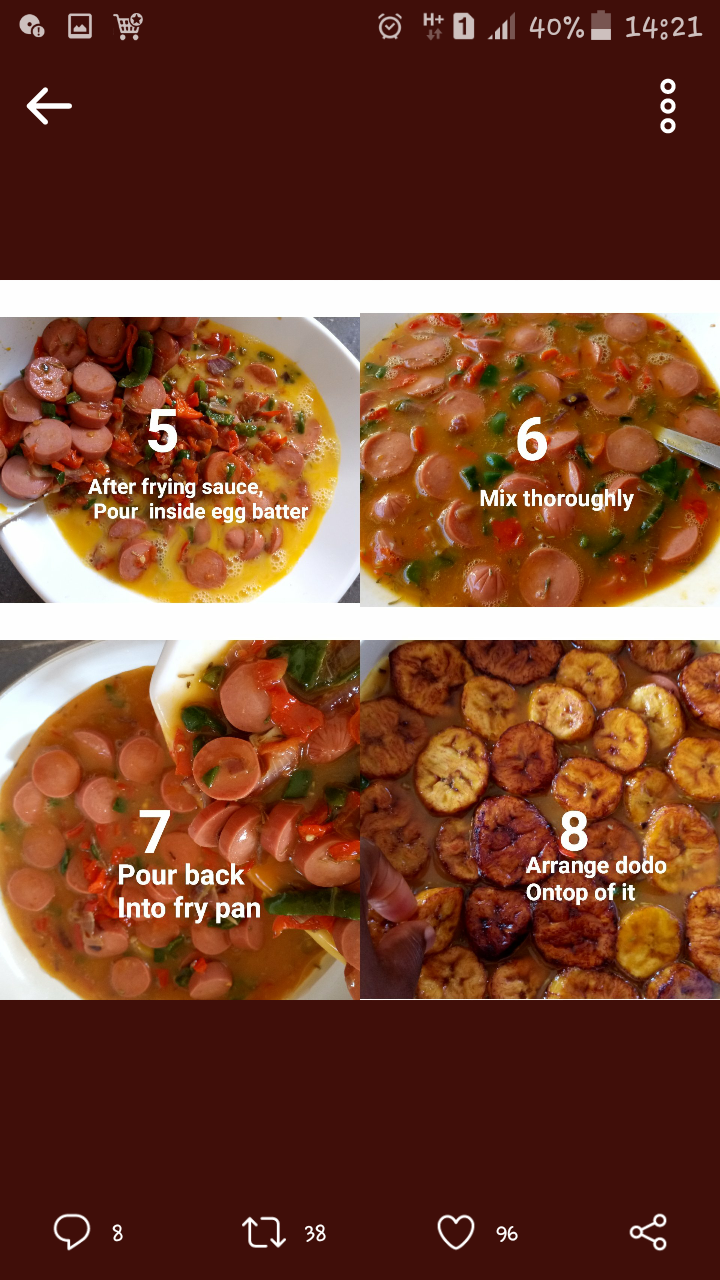 H+ 1 40% 14:21
5
After frying sauce,
Pour inside egg batter
6
Mix thoroughly
7
Pour back
Into fry pan
8
Arrange dodo
Ontop of it
8 38 96